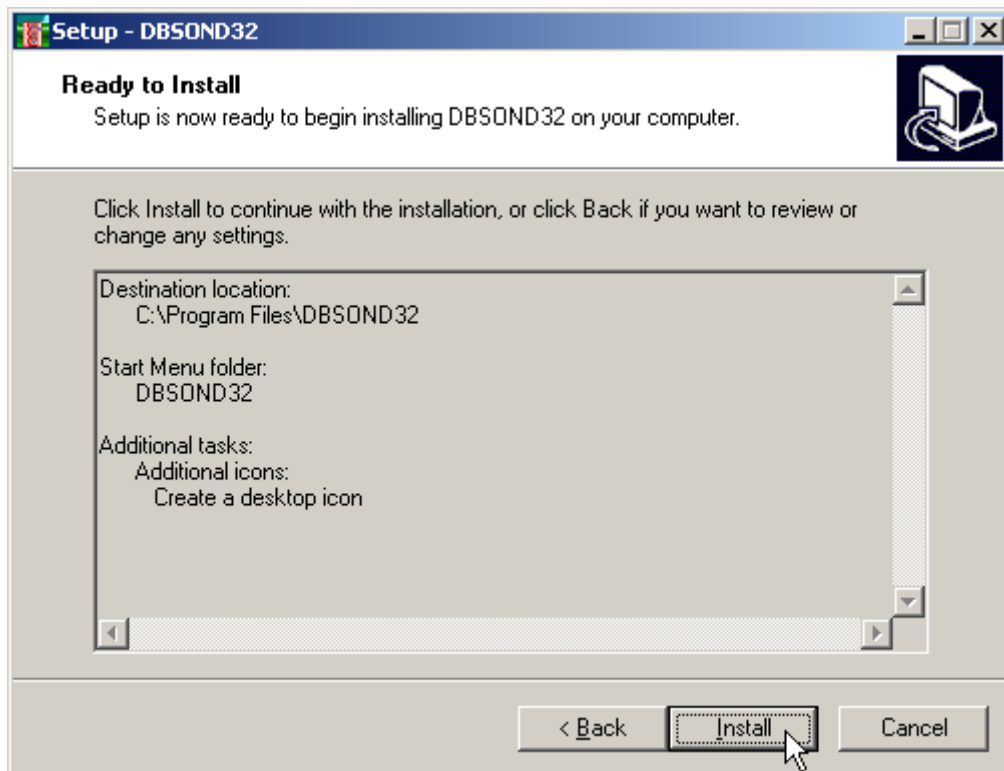 Setup - DBSOND32
Ready to Install
Setup is now ready to begin installing DBSOND32 on your computer.
Click Install to continue with the installation, or click Back if you want to review or
change any settings.
Destination location:
C:\Program Files\DBSOND32
Start Menu folder:
DBSOND32
Additional tasks:
Additional icons:
Create a desktop icon
< Back Install Cancel